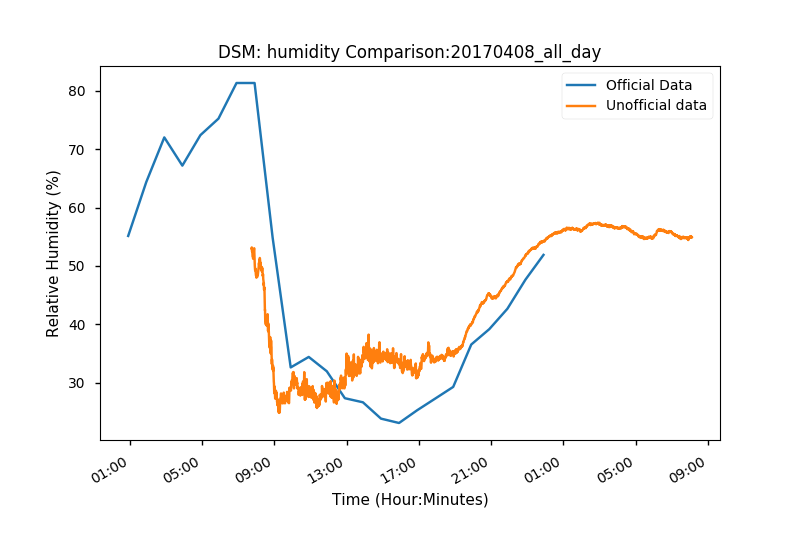 DSM: humidity Comparison:20170408_all_day
Official Data
Unofficial data
Relative Humidity (%)
80
70
60
50
40
30
01:00 05:00 09:00 13:00 17:00 21:00 01:00 05:00 09:00
Time (Hour:Minutes)